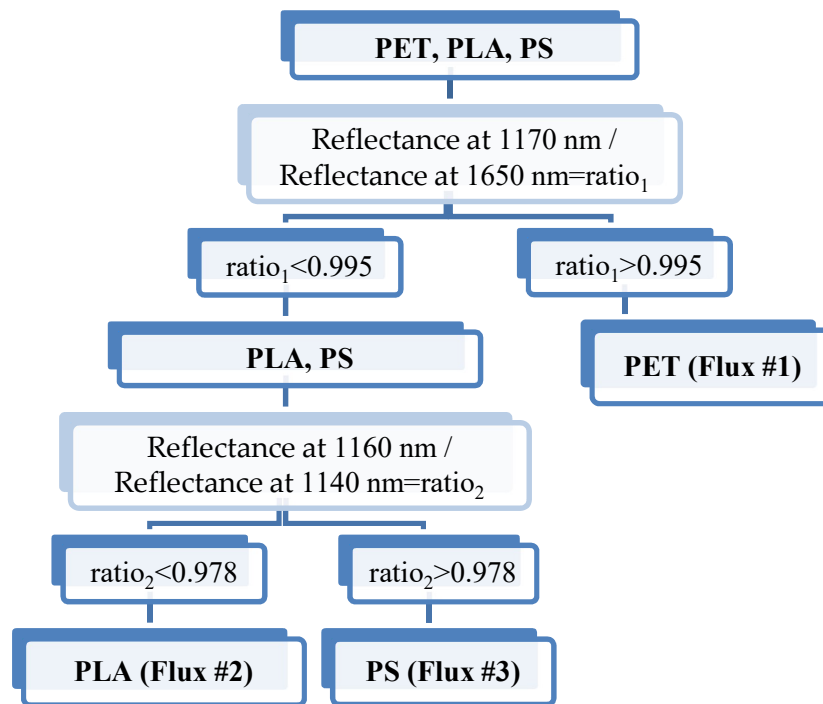 PET, PLA, PS
Reflectance at 1170 nm /
Reflectance at 1650 nm=ratio₁
ratio₁<0.995
ratio₁>0.995
PLA, PS
PET (Flux #1)
Reflectance at 1160 nm /
Reflectance at 1140 nm=ratio₂
ratio₂<0.978
ratio₂>0.978
PLA (Flux #2)
PS (Flux #3)